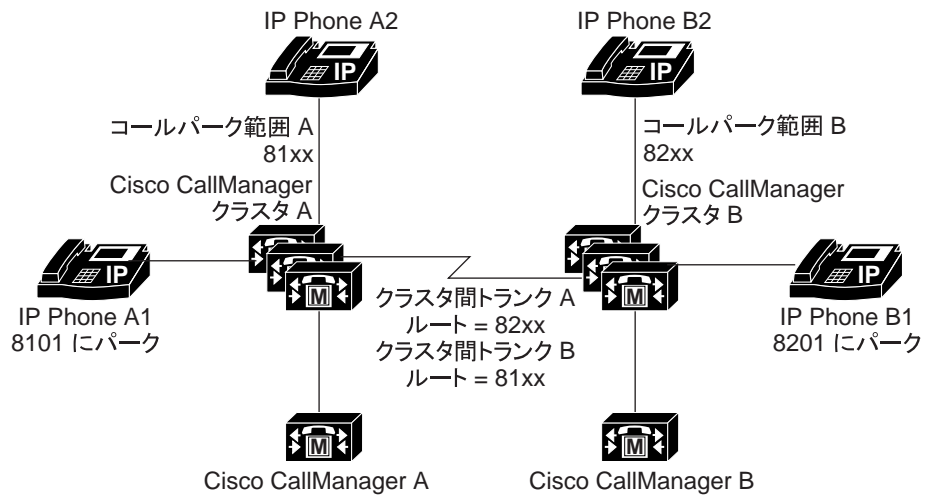 IP Phone A2
IP Phone B2
IP
IP
コールパーク範囲 A
81xx
コールパーク範囲 B
82xx
Cisco CallManager
クラスタ A
Cisco CallManager
クラスタ B
IP
IP
M
M
IP Phone A1
8101 にパーク
クラスタ間トランク A
ルート = 82xx
クラスタ間トランク B
ルート = 81xx
IP Phone B1
8201 にパーク
M
M
Cisco CallManager A
Cisco CallManager B